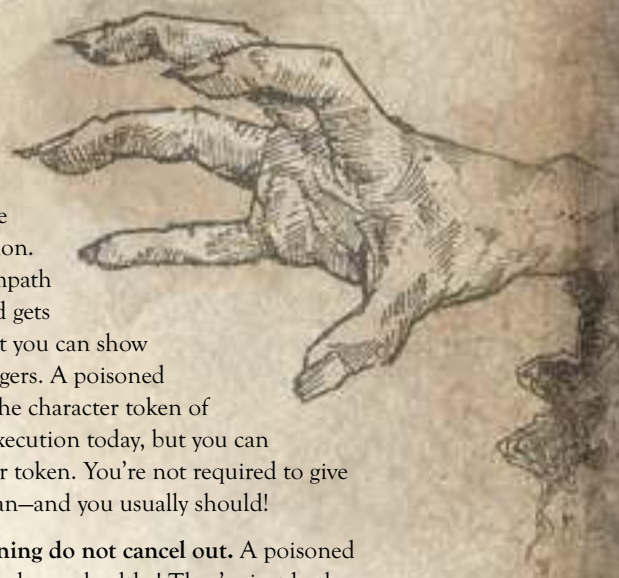 e
on.
npath
d gets
t you can show
gers. A poisoned
he character token of
xecution today, but you can
r token. You're not required to give
an—and you usually should!
ning do not cancel out. A poisoned